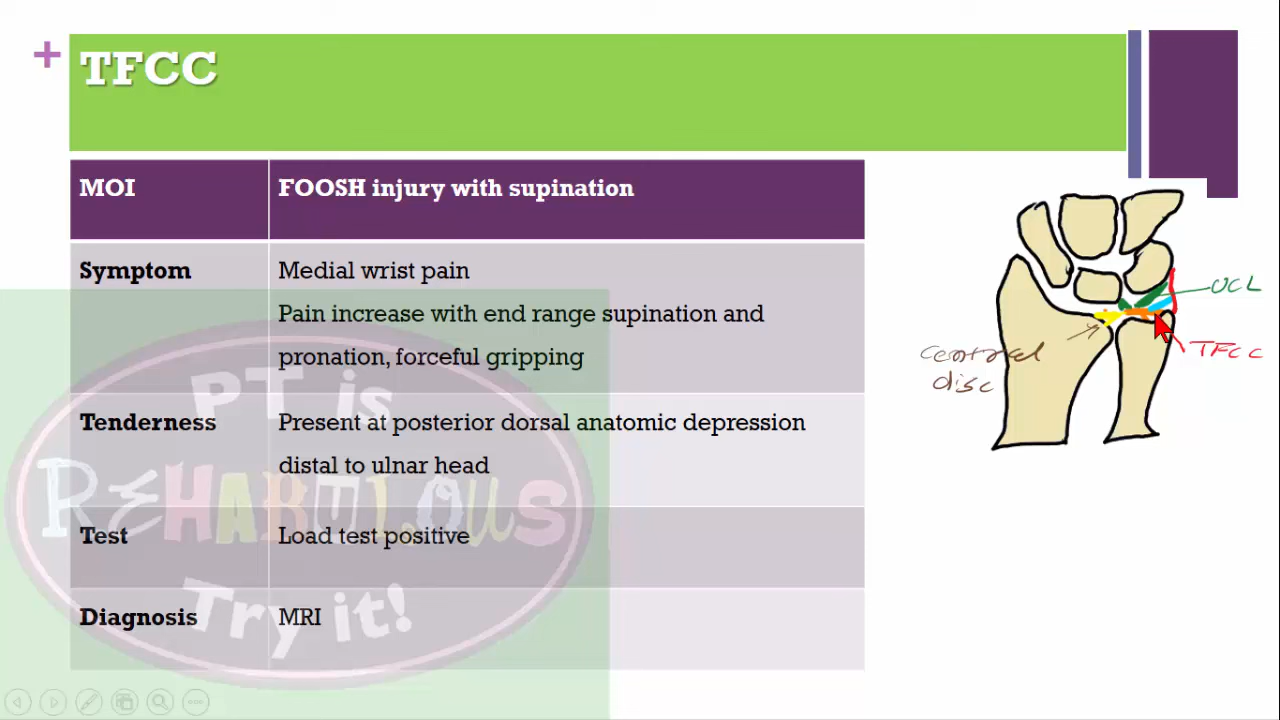 +
TFCC
MOI
FOOSH injury with supination
Symptom
Medial wrist pain
Pain increase with end range supination and
pronation, forceful gripping
Tenderness
Present at posterior dorsal anatomic depression
distal to ulnar head
Test
Load test positive
Diagnosis
MRI
UCL
TFCC
central
disc
PT is
REHABULOUS
Try it!